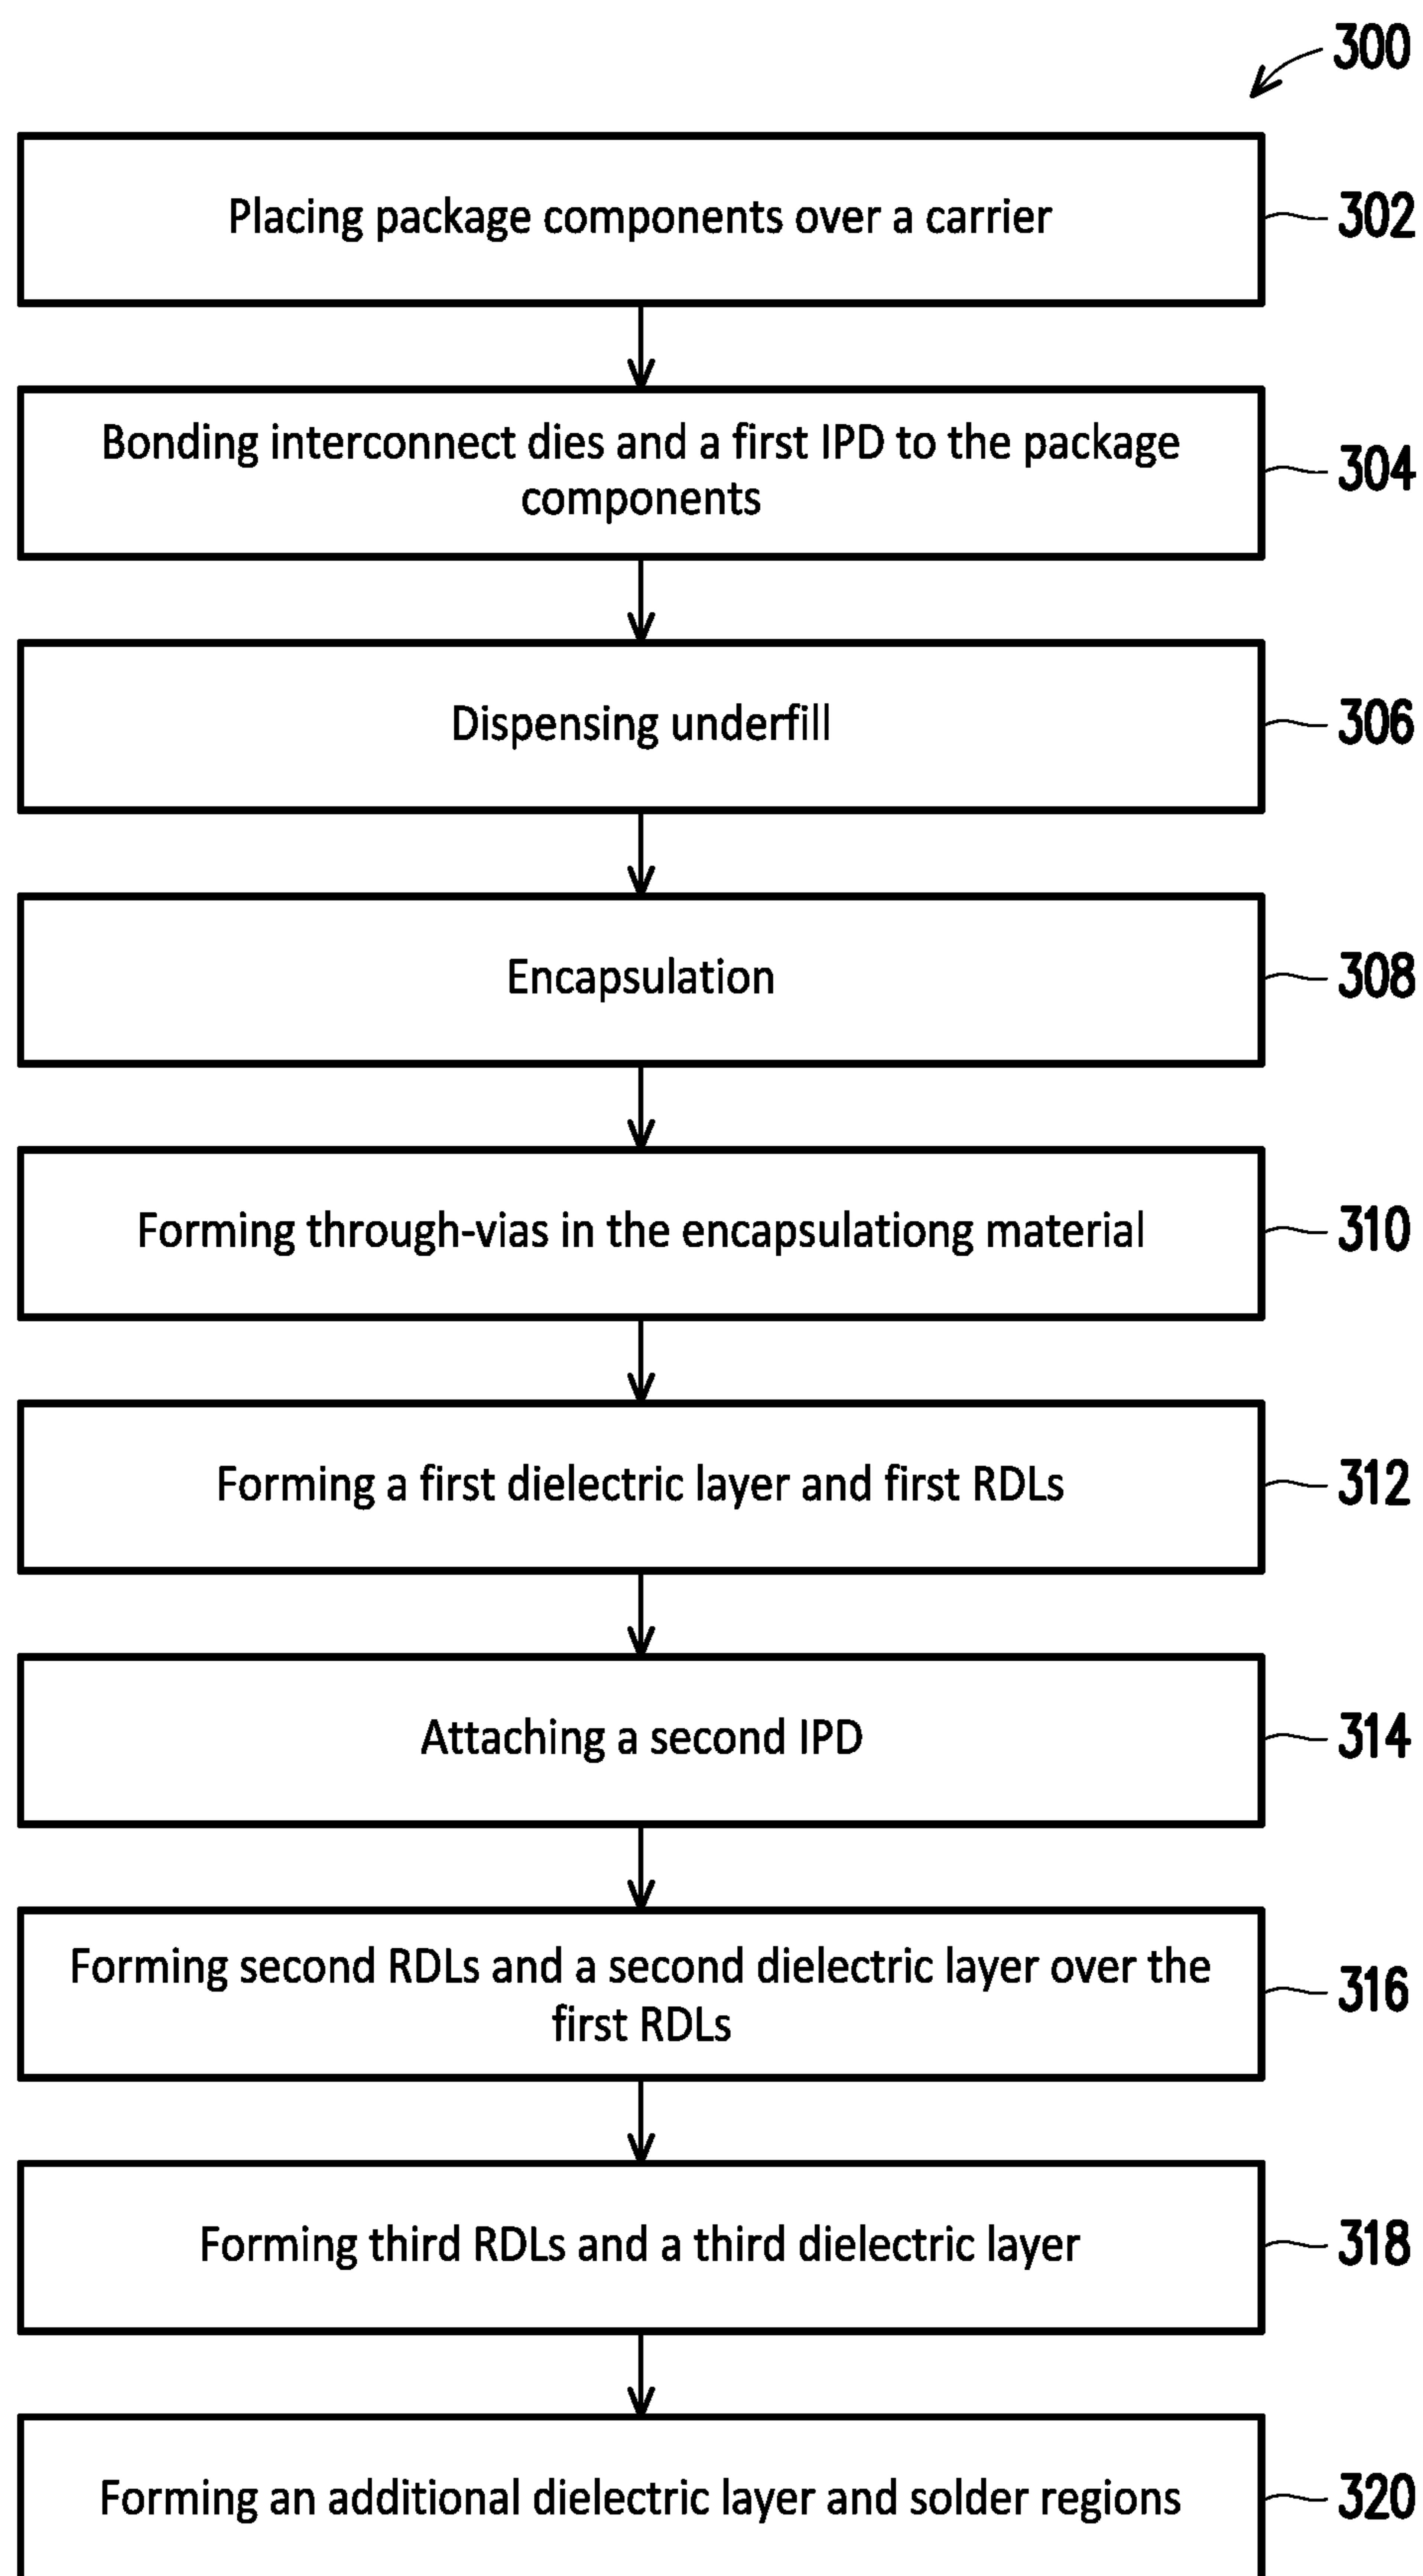 300
Placing package components over a carrier
302
Bonding interconnect dies and a first IPD to the package
components
304
Dispensing underfill
306
Encapsulation
308
Forming through-vias in the encapsulationg material
310
Forming a first dielectric layer and first RDLs
312
Attaching a second IPD
314
Forming second RDLs and a second dielectric layer over the
first RDLs
316
Forming third RDLs and a third dielectric layer
318
Forming an additional dielectric layer and solder regions
320